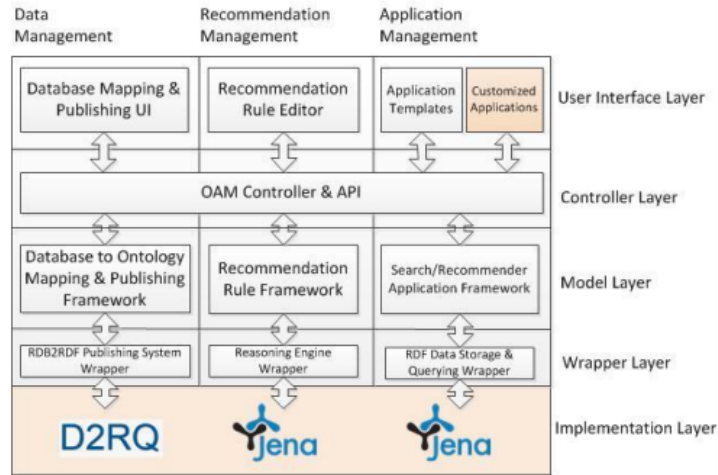 Data
Management
Recommendation
Management
Application
Management
Database Mapping &
Publishing UI
Recommendation
Rule Editor
Application
Templates
Customized
Applications
User Interface Layer
OAM Controller & API
Controller Layer
Database to Ontology
Mapping & Publishing
Framework
Recommendation
Rule Framework
Search/Recommender
Application Framework
Model Layer
RDB2RDF Publishing System
Wrapper
Reasoning Engine
Wrapper
RDF Data Storage &
Querying Wrapper
Wrapper Layer
D2RQ
Jena
Jena
Implementation Layer